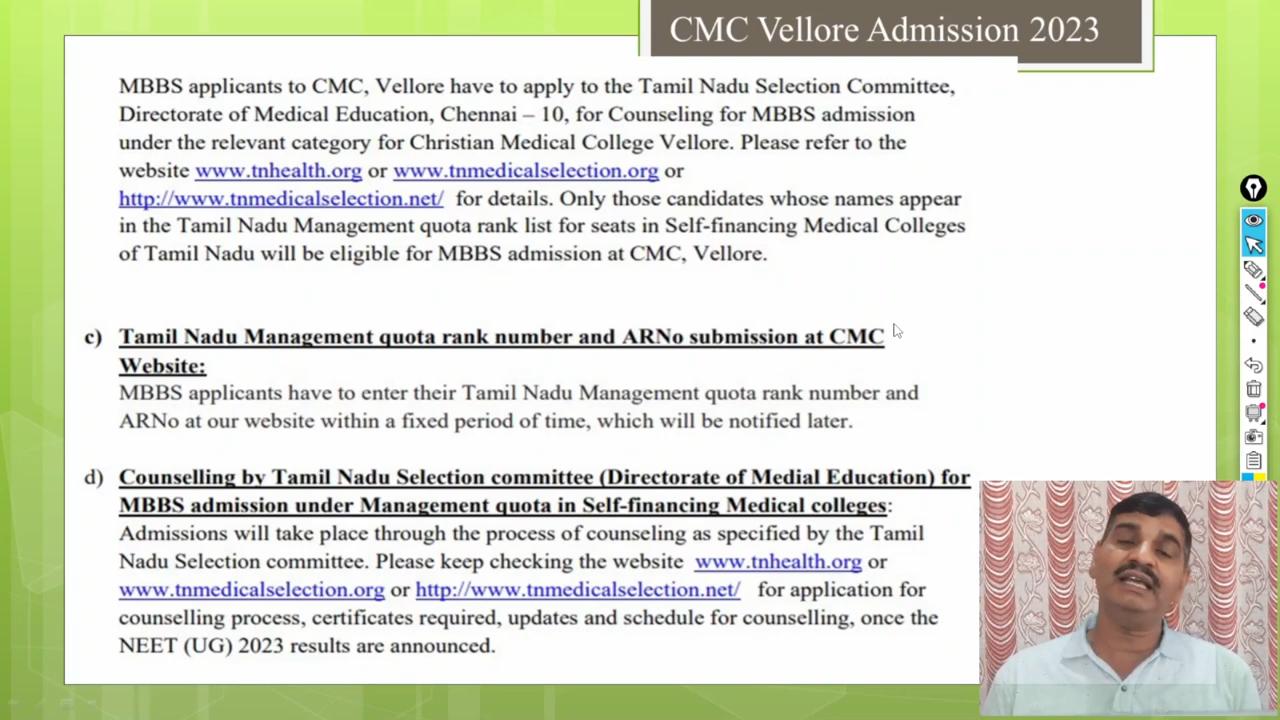 CMC Vellore Admission 2023
MBBS applicants to CMC, Vellore have to apply to the Tamil Nadu Selection Committee,
Directorate of Medical Education, Chennai – 10, for Counseling for MBBS admission
under the relevant category for Christian Medical College Vellore. Please refer to the
website www.tnhealth.org or www.tnmedicalselection.org or
http://www.tnmedicalselection.net/ for details. Only those candidates whose names appear
in the Tamil Nadu Management quota rank list for seats in Self-financing Medical Colleges
of Tamil Nadu will be eligible for MBBS admission at CMC, Vellore.
c) Tamil Nadu Management quota rank number and ARNo submission at CMC
Website:
MBBS applicants have to enter their Tamil Nadu Management quota rank number and
ARNo at our website within a fixed period of time, which will be notified later.
d) Counselling by Tamil Nadu Selection committee (Directorate of Medial Education) for
MBBS admission under Management quota in Self-financing Medical colleges:
Admissions will take place through the process of counseling as specified by the Tamil
Nadu Selection committee. Please keep checking the website www.tnhealth.org or
www.tnmedicalselection.org or http://www.tnmedicalselection.net/ for application for
counselling process, certificates required, updates and schedule for counselling, once the
NEET (UG) 2023 results are announced.